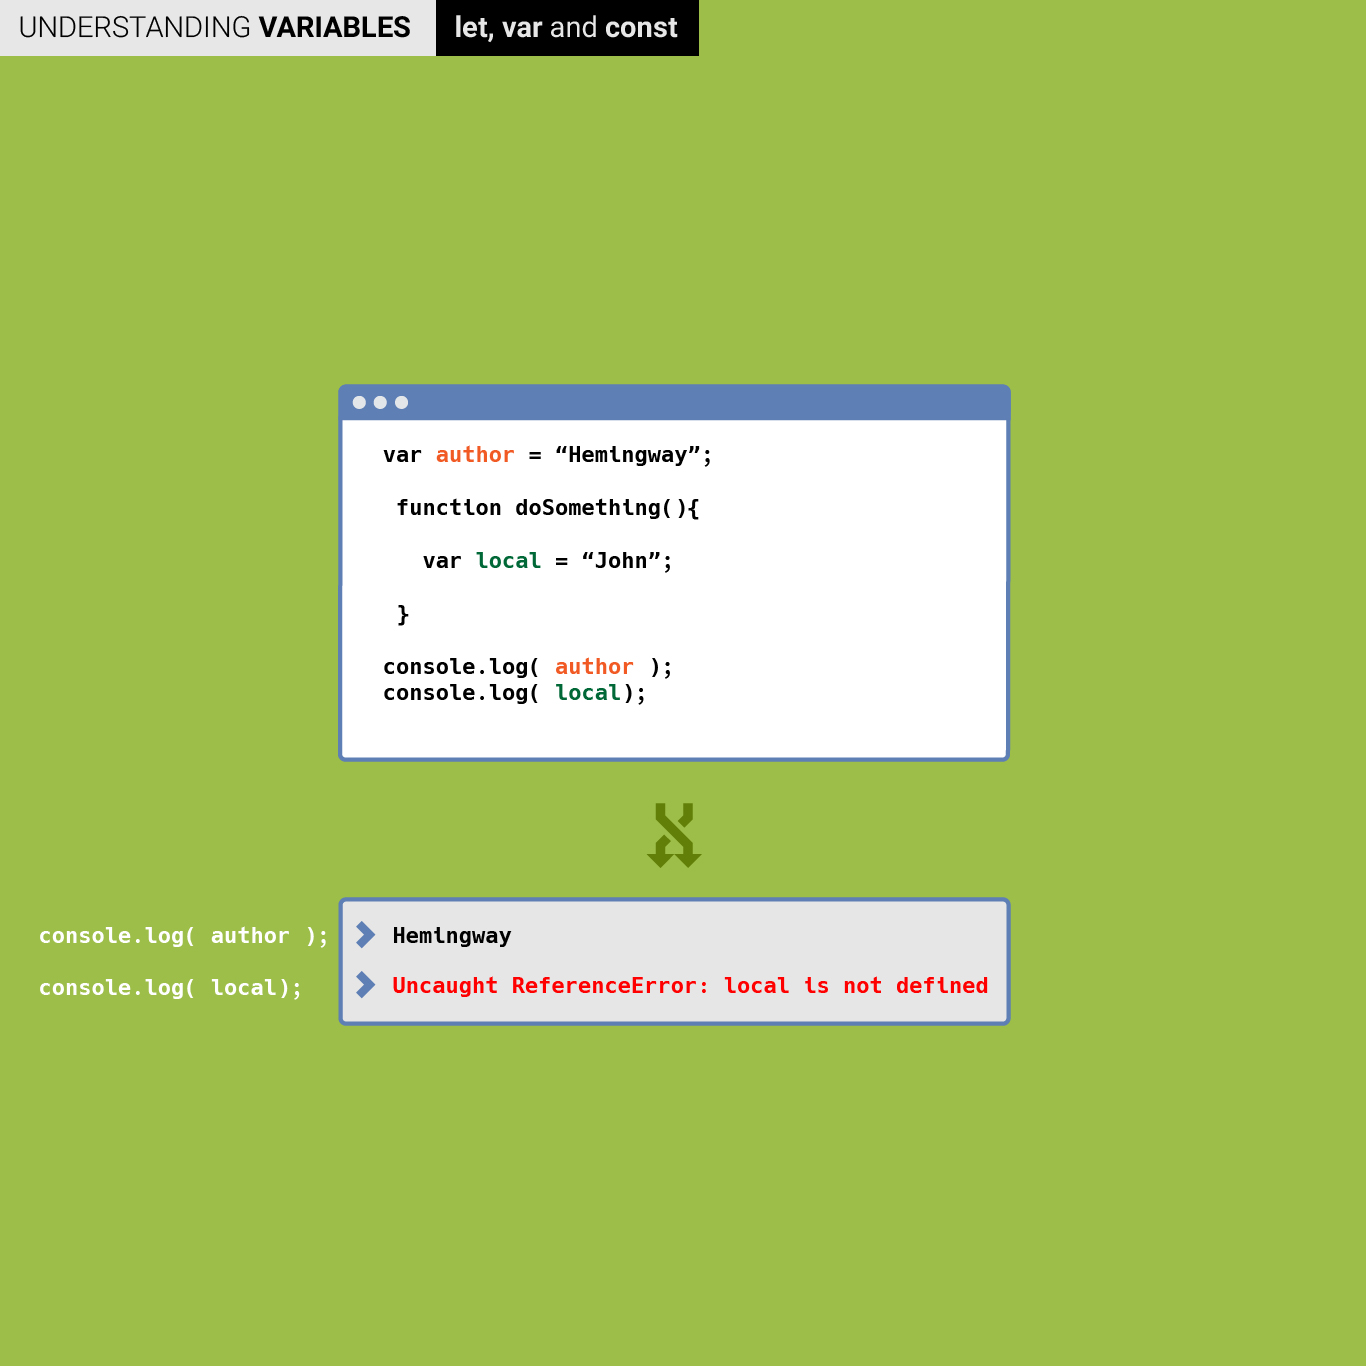 UNDERSTANDING VARIABLES let, var and const
var author = “Hemingway”;
function doSomething(){
var local = “John”;
}
console.log( author );
console.log( local);
console.log( author ); Hemingway
console.log( local); Uncaught ReferenceError: local is not defined